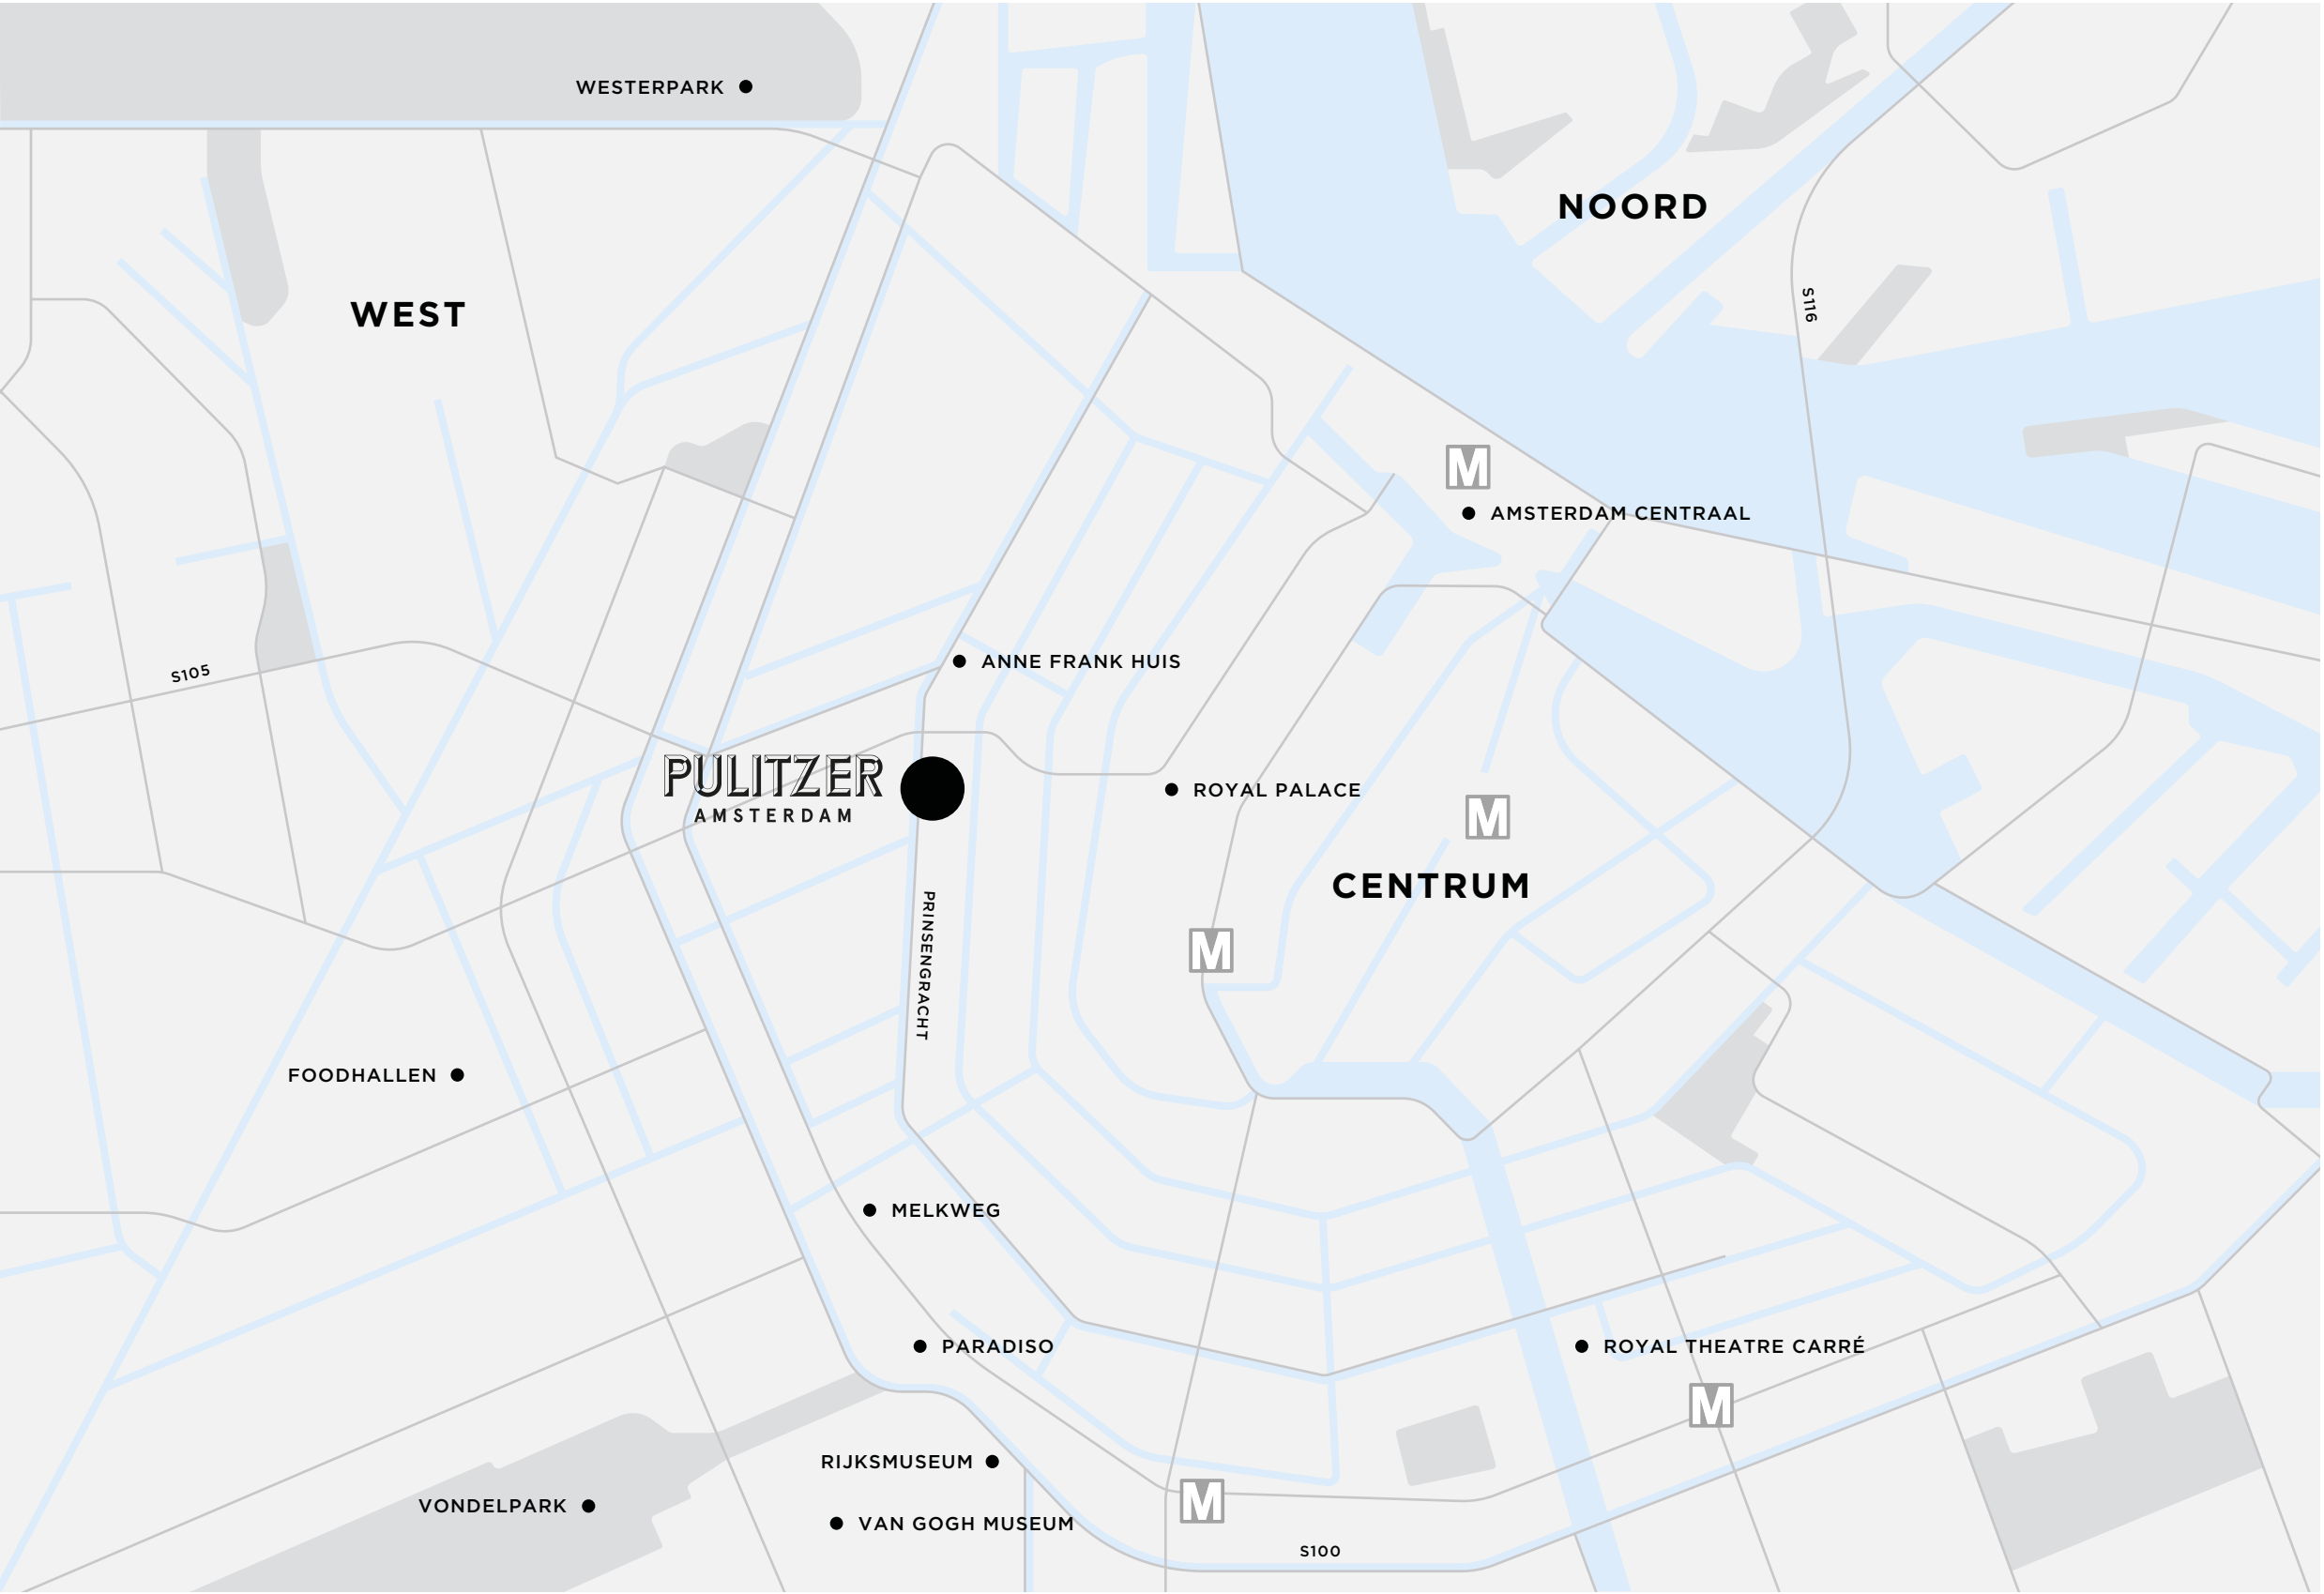 WESTERPARK
NOORD
S116
WEST
M
AMSTERDAM CENTRAAL
ANNE FRANK HUIS
S105
PULITZER
AMSTERDAM
ROYAL PALACE
M
CENTRUM
PRINSENGRACHT
M
FOODHALLEN
MELKWEG
PARADISO
ROYAL THEATRE CARRÉ
M
RIJKSMUSEUM
M
VONDELPARK
VAN GOGH MUSEUM
S100